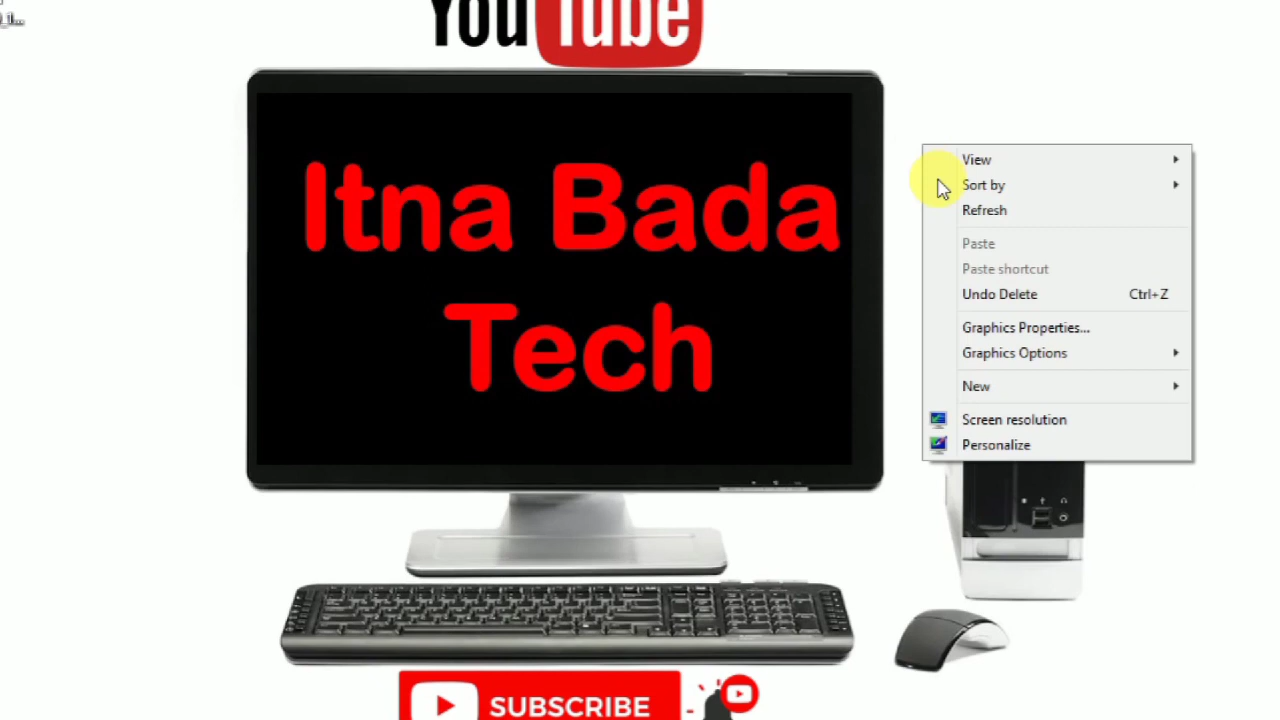 YouTube
Itna Bada
Tech
View
Sort by
Refresh
Paste
Paste shortcut
Undo Delete Ctrl+Z
Graphics Properties...
Graphics Options
New
Screen resolution
Personalize
SUBSCRIBE